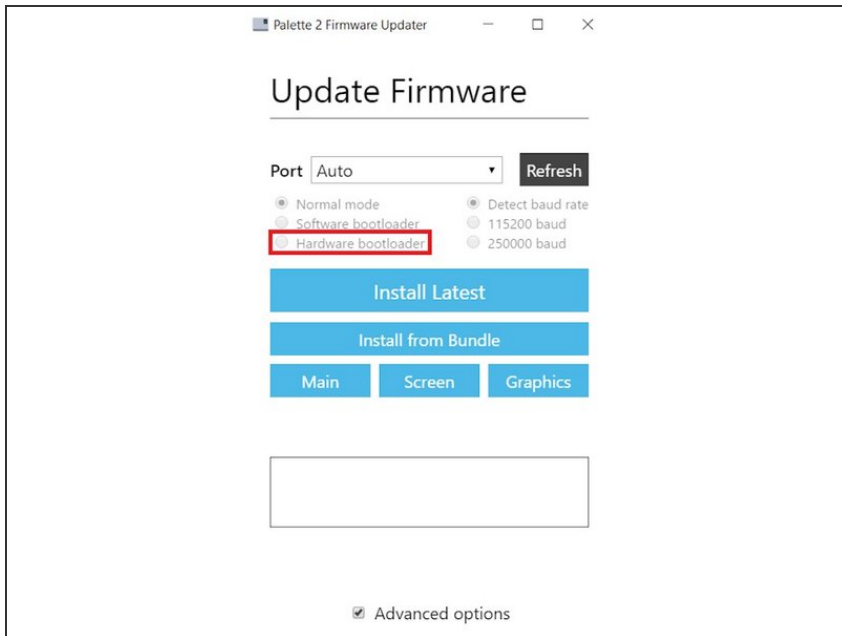 Palette 2 Firmware Updater
Update Firmware
Port Auto Refresh
Normal mode Detect baud rate
Software bootloader 115200 baud
Hardware bootloader 250000 baud
Install Latest
Install from Bundle
Main Screen Graphics
Advanced options